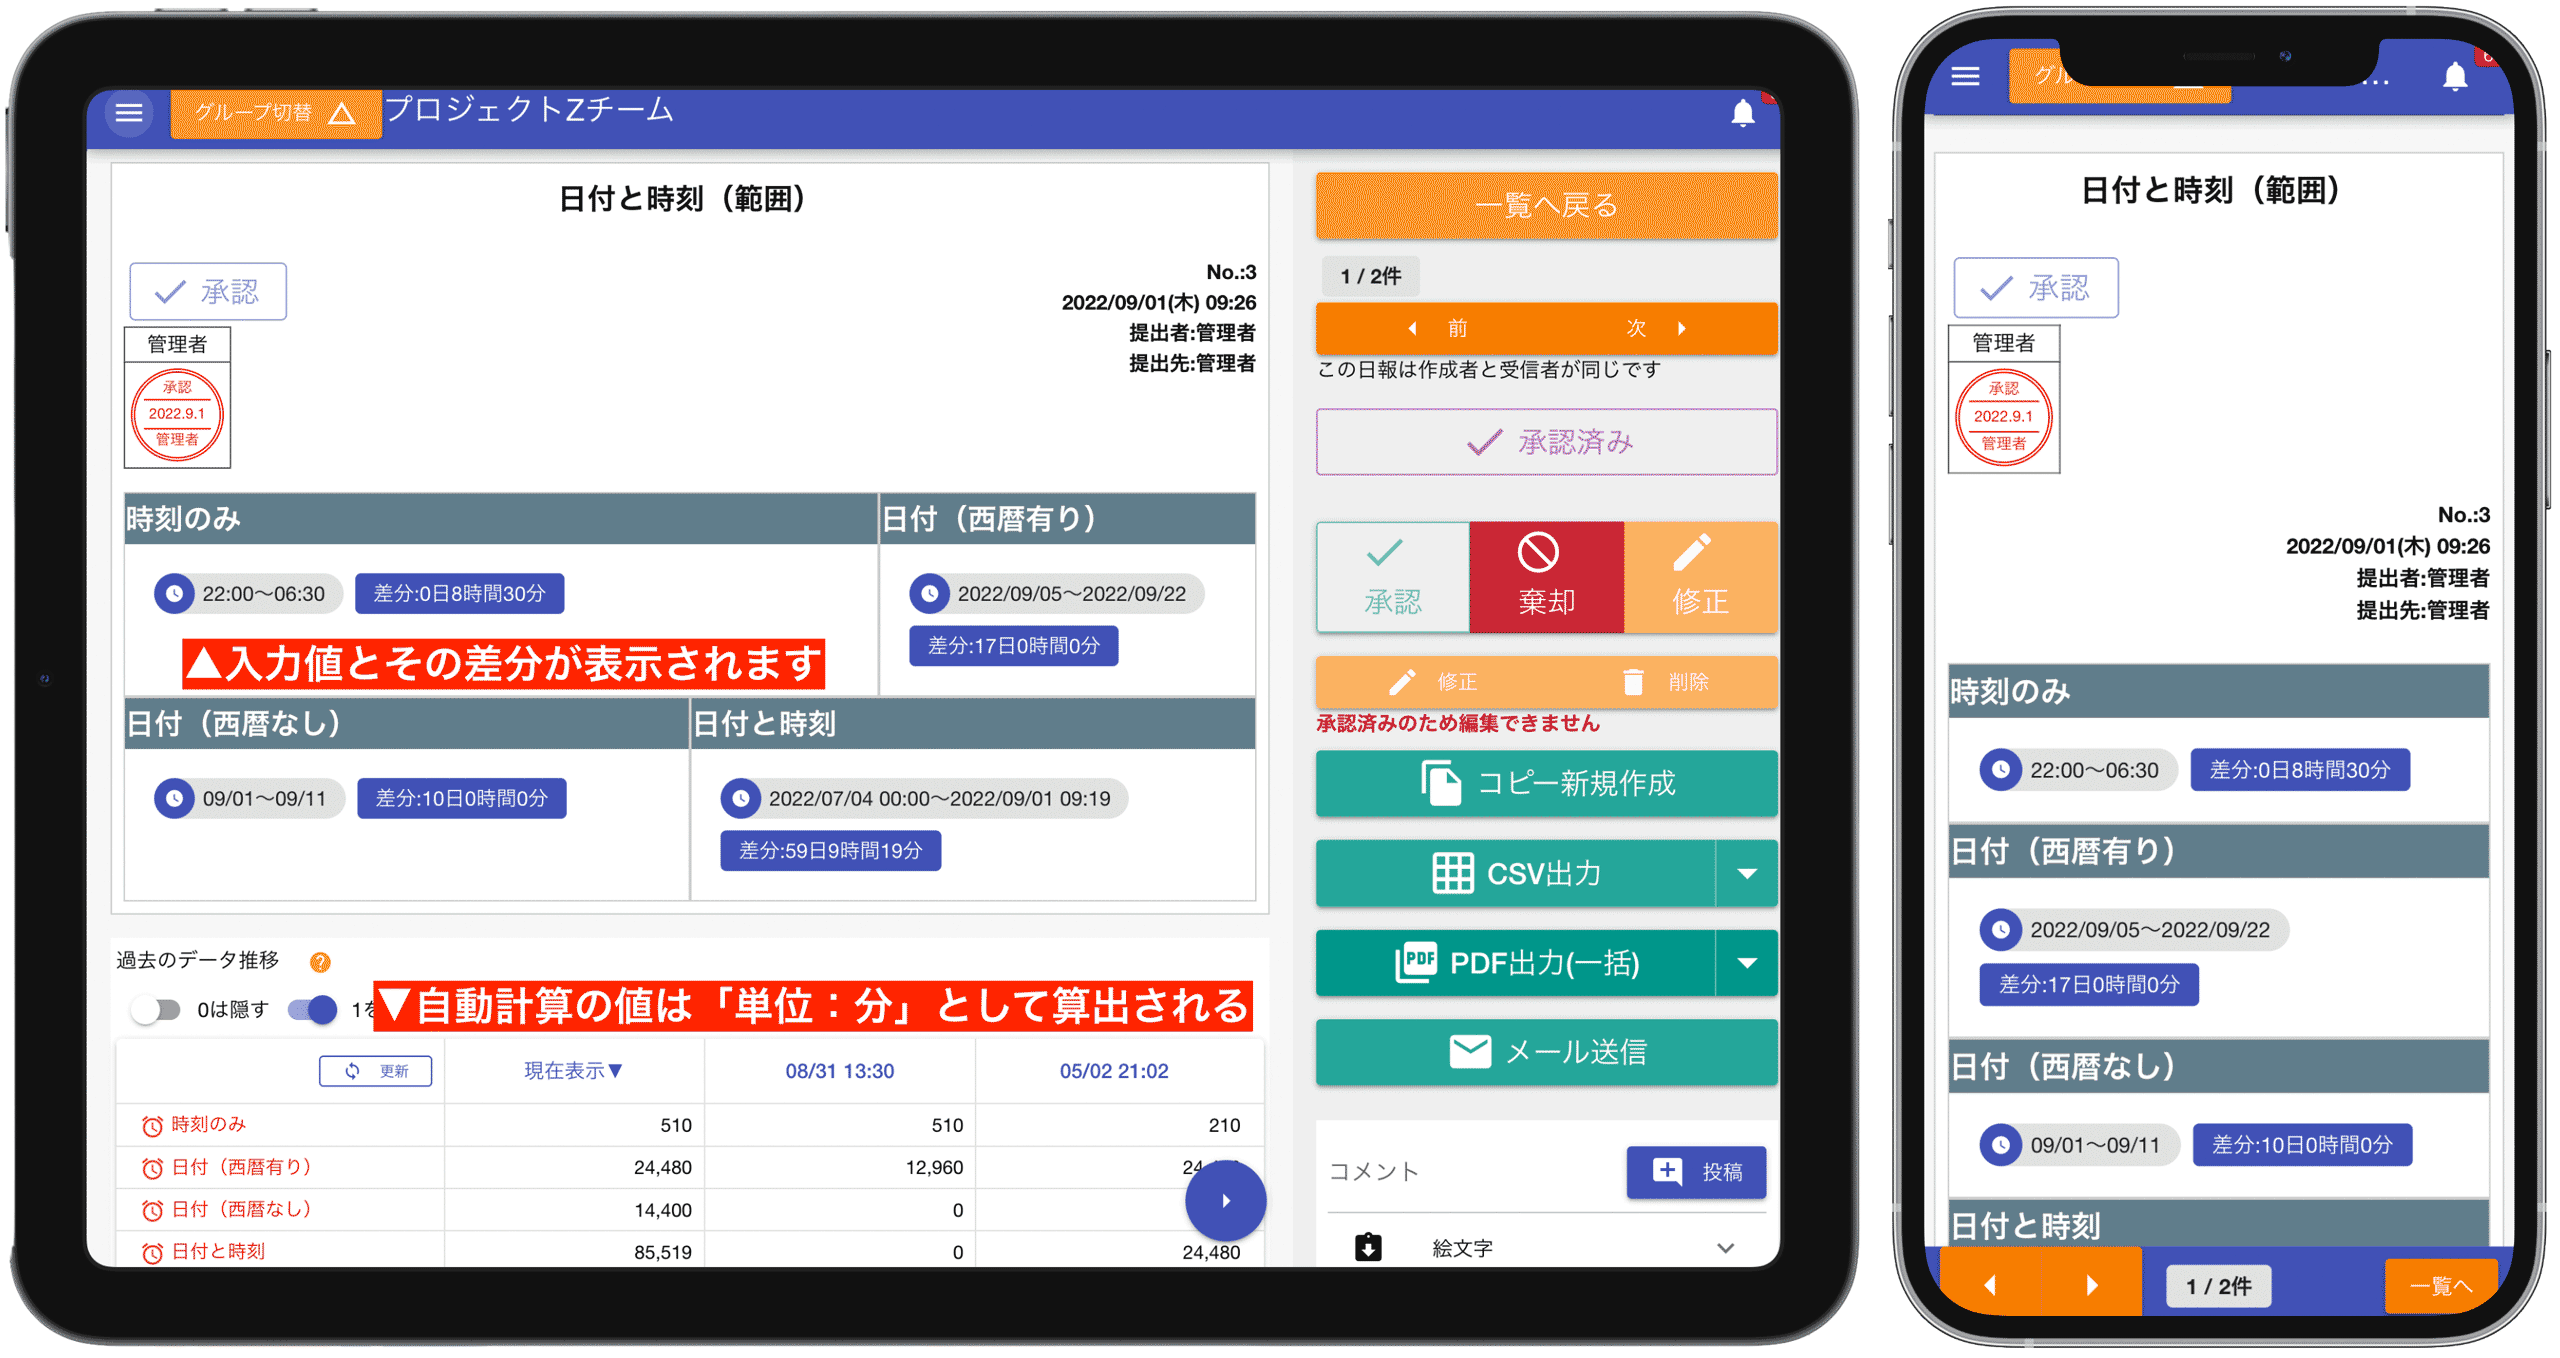 グループ切替 △ プロジェクトZチーム
日付と時刻（範囲）
承認
No.:3
2022/09/01(木) 09:26
提出者:管理者
提出先:管理者
管理者
承認
2022.9.1
管理者
時刻のみ
22:00〜06:30 差分:0日8時間30分
日付（西暦有り）
2022/09/05〜2022/09/22
差分:17日0時間0分
▲入力値とその差分が表示されます
日付（西暦なし）
09/01〜09/11 差分:10日0時間0分
日付と時刻
2022/07/04 00:00〜2022/09/01 09:19
差分:59日9時間19分
過去のデータ推移 ?
0は隠す 1を
▼自動計算の値は「単位：分」として算出される
更新 現在表示▼ 08/31 13:30 05/02 21:02
時刻のみ 510 510 210
日付（西暦有り） 24,480 12,960 24
日付（西暦なし） 14,400 0
日付と時刻 85,519 0 24,480
一覧へ戻る
1 / 2件
前 次
この日報は作成者と受信者が同じです
承認済み
承認 棄却 修正
修正 削除
承認済みのため編集できません
コピー新規作成
CSV出力
PDF PDF出力(一括)
メール送信
コメント 投稿
絵文字
グル ...
日付と時刻（範囲）
承認
管理者
承認
2022.9.1
管理者
No.:3
2022/09/01(木) 09:26
提出者:管理者
提出先:管理者
時刻のみ
22:00〜06:30 差分:0日8時間30分
日付（西暦有り）
2022/09/05〜2022/09/22
差分:17日0時間0分
日付（西暦なし）
09/01〜09/11 差分:10日0時間0分
日付と時刻
1 / 2件 一覧へ